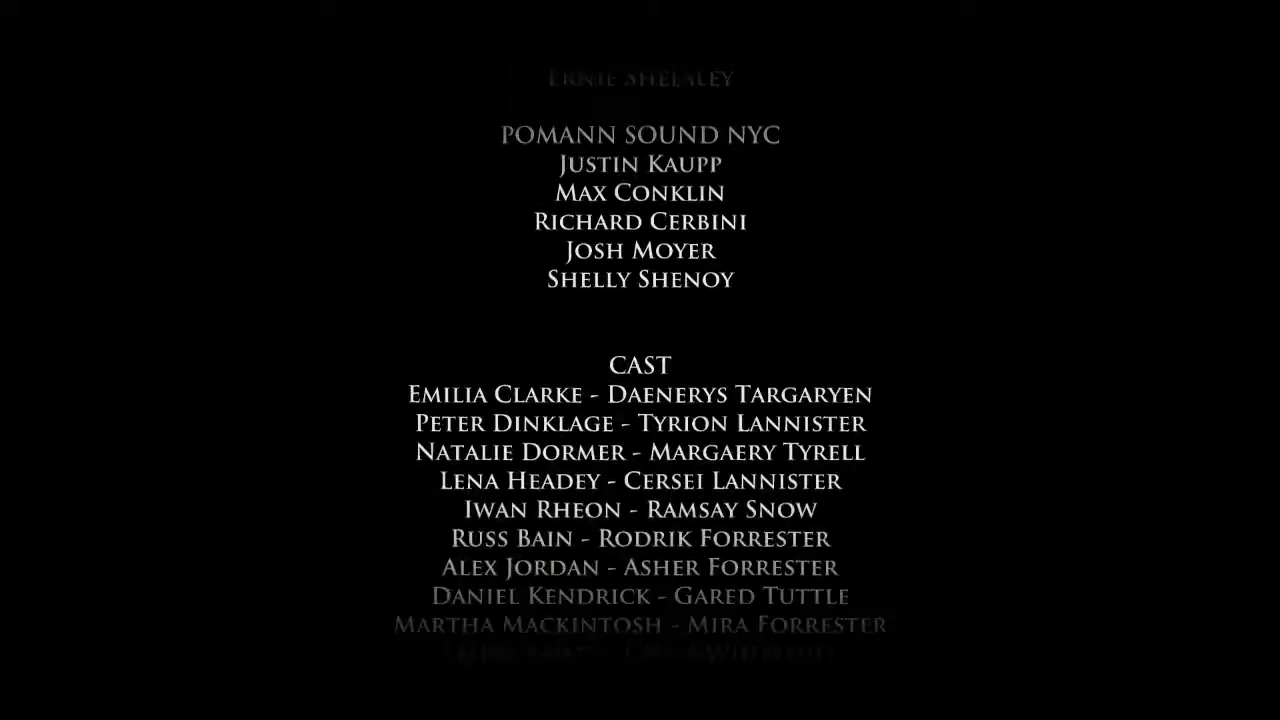 Ernie Sheasley
POMANN SOUND NYC
Justin Kaupp
Max Conklin
Richard Cerbini
Josh Moyer
Shelly Shenoy
CAST
Emilia Clarke - Daenerys Targaryen
Peter Dinklage - Tyrion Lannister
Natalie Dormer - Margaery Tyrell
Lena Headey - Cersei Lannister
Iwan Rheon - Ramsay Snow
Russ Bain - Rodrik Forrester
Alex Jordan - Asher Forrester
Daniel Kendrick - Gared Tuttle
Martha Mackintosh - Mira Forrester